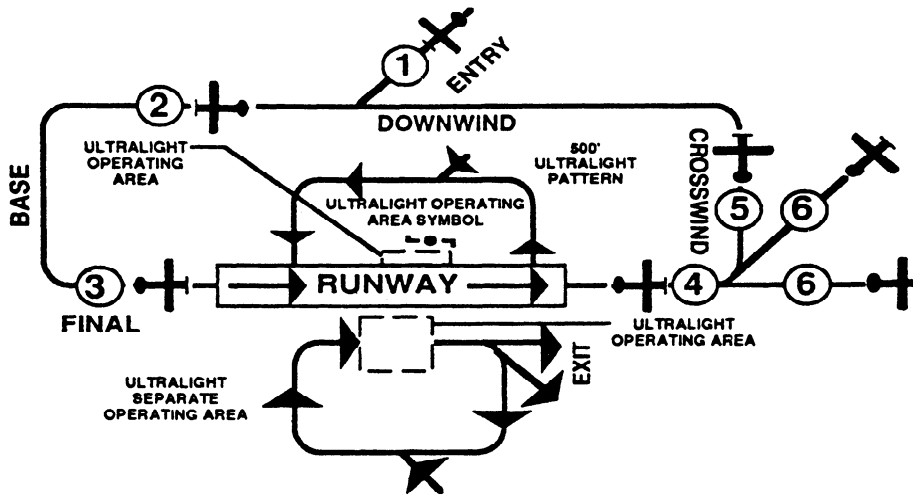 1
ENTRY
2
DOWNWIND
BASE
ULTRALIGHT
OPERATING
AREA
500'
ULTRALIGHT
PATTERN
CROSSWIND
ULTRALIGHT OPERATING
AREA SYMBOL
5
6
3
FINAL
RUNWAY
4
6
ULTRALIGHT
OPERATING AREA
EXIT
ULTRALIGHT
SEPARATE
OPERATING AREA